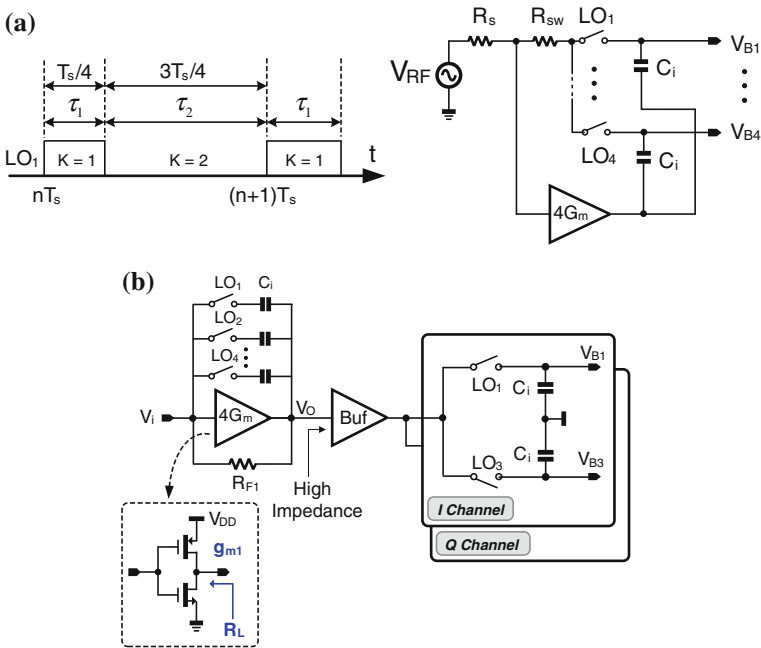 (a)
Ts/4
3Ts/4
τ1
τ2
τ1
LO1
K = 1
K = 2
K = 1
t
nTs
(n+1)Ts
Rs
Rsw
LO1
VB1
VRF
Ci
LO4
VB4
Ci
4Gm
(b)
LO1
Ci
LO2
LO4
Vi
4Gm
VO
Buf
RF1
High
Impedance
LO1
Ci
VB1
LO3
Ci
VB3
I Channel
Q Channel
VDD
gm1
RL